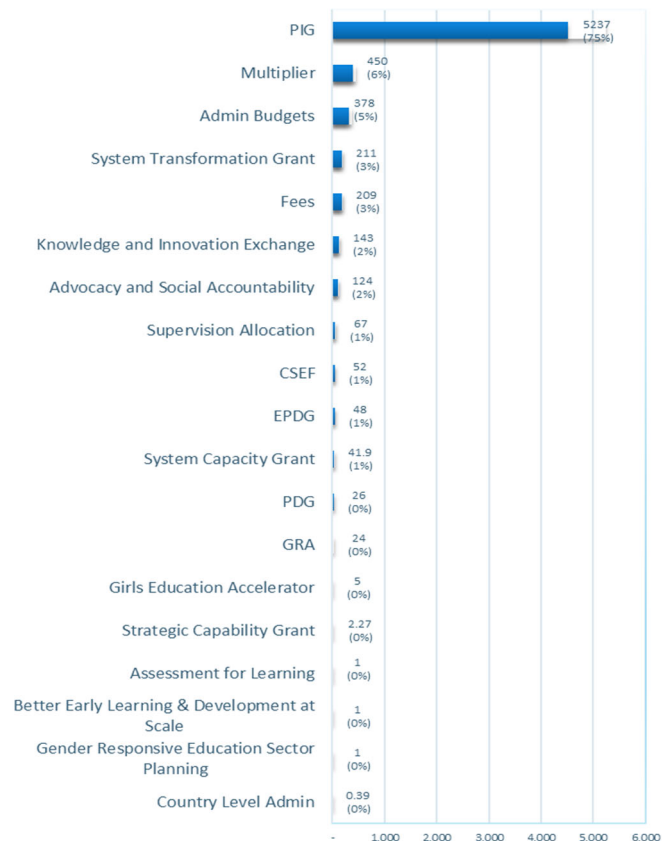 PIG
5237
(75%)
Multiplier
450
(6%)
Admin Budgets
378
(5%)
System Transformation Grant
211
(3%)
Fees
209
(3%)
Knowledge and Innovation Exchange
143
(2%)
Advocacy and Social Accountability
124
(2%)
Supervision Allocation
67
(1%)
CSEF
52
(1%)
EPDG
48
(1%)
System Capacity Grant
41.9
(1%)
PDG
26
(0%)
GRA
24
(0%)
Girls Education Accelerator
5
(0%)
Strategic Capability Grant
2.27
(0%)
Assessment for Learning
1
(0%)
Better Early Learning & Development at
Scale
1
(0%)
Gender Responsive Education Sector
Planning
1
(0%)
Country Level Admin
0.39
(0%)
- 1.000 2.000 3.000 4.000 5.000 6.000